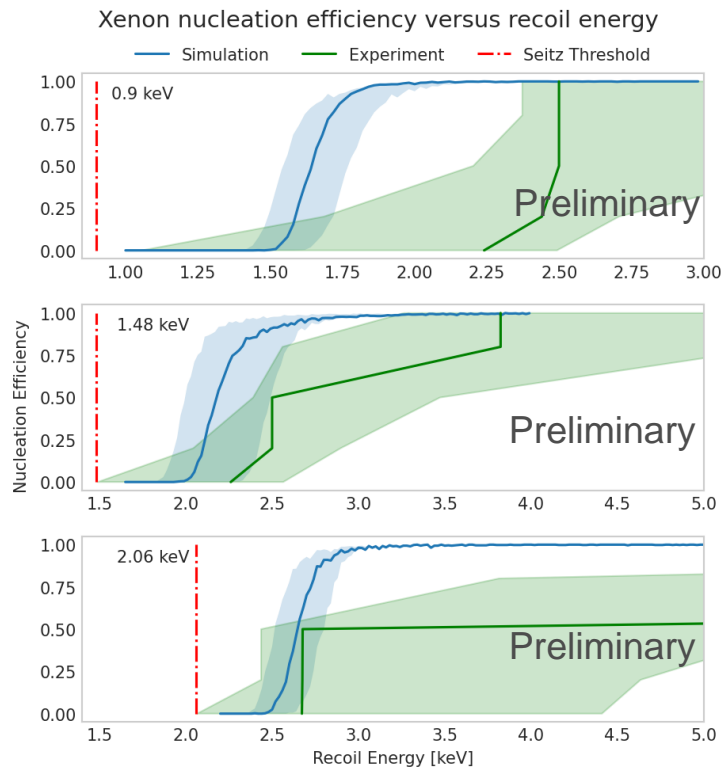 Xenon nucleation efficiency versus recoil energy
Simulation Experiment Seitz Threshold
1.00
0.75
0.50
0.25
0.00
0.9 keV
Preliminary
1.00 1.25 1.50 1.75 2.00 2.25 2.50 2.75 3.00
Nucleation Efficiency
1.00
0.75
0.50
0.25
0.00
1.48 keV
Preliminary
1.5 2.0 2.5 3.0 3.5 4.0 4.5 5.0
1.00
0.75
0.50
0.25
0.00
2.06 keV
Preliminary
1.5 2.0 2.5 3.0 3.5 4.0 4.5 5.0
Recoil Energy [keV]